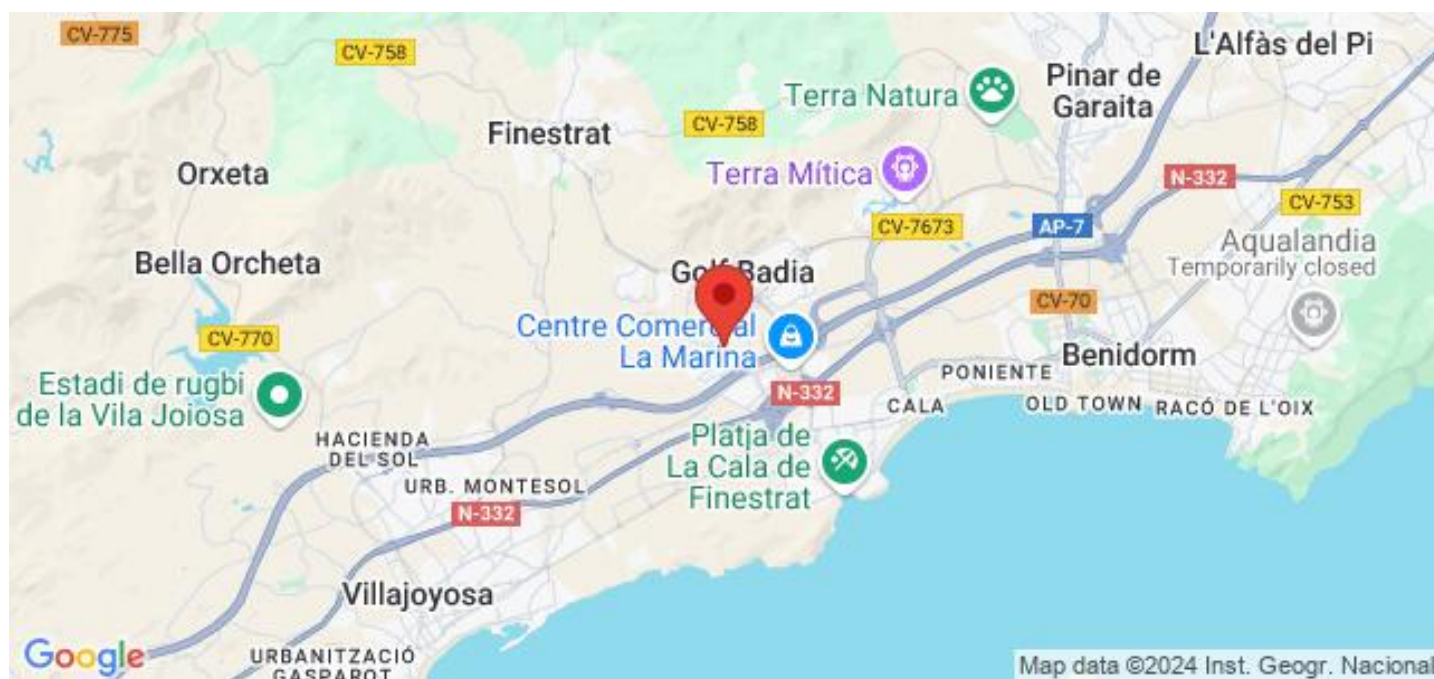 CV-775
CV-758
L'Alfàs del Pi
Terra Natura
Pinar de
Garaita
Finestrat
CV-758
Orxeta
Terra Mítica
N-332
CV-753
CV-7673
AP-7
Aqualandia
Temporarily closed
Bella Orcheta
Golf Badia
CV-70
CV-770
Centre Comercial
La Marina
Benidorm
PONIENTE
Estadi de rugbi
de la Vila Joiosa
N-332
CALA
OLD TOWN
RACÓ DE L'OIX
HACIENDA
DEL SOL
Platja de
La Cala de
Finestrat
URB. MONTESOL
N-332
Villajoyosa
Google
URBANITZACIÓ
GASPAROT
Map data ©2024 Inst. Geogr. Nacional